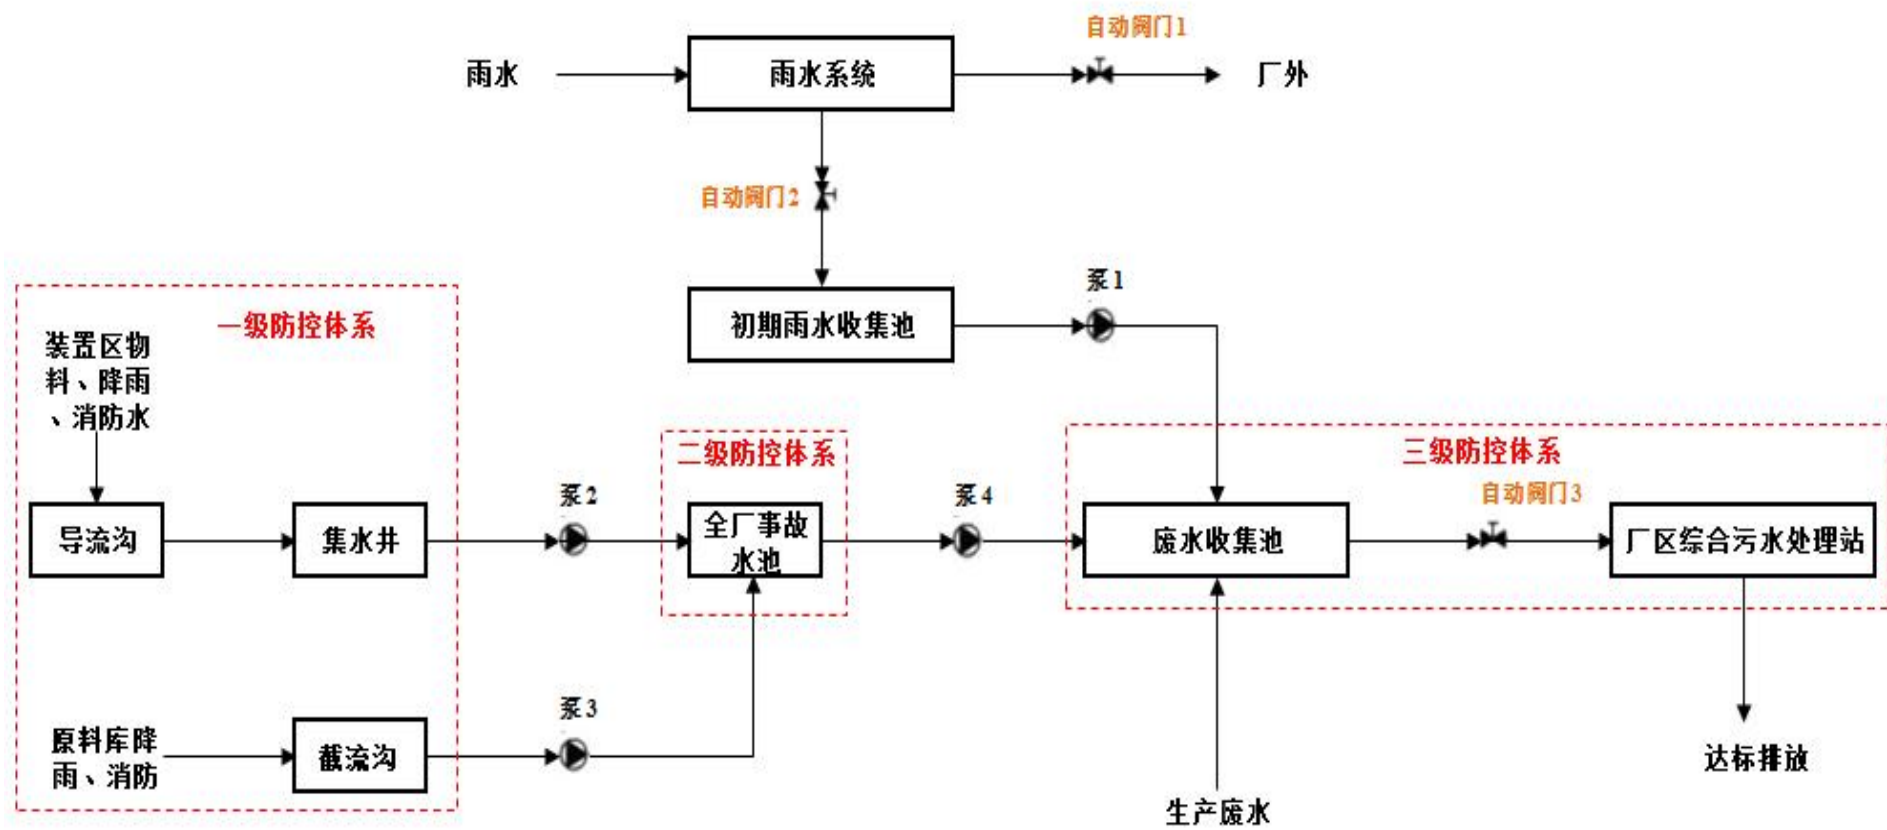 自动阀门1
雨水
雨水系统
厂外
自动阀门2
泵1
初期雨水收集池
一级防控体系
装置区物
料、降雨
、消防水
二级防控体系
三级防控体系
泵2
泵4
自动阀门3
导流沟
集水井
全厂事故
水池
废水收集池
厂区综合污水处理站
泵3
原料库降
雨、消防
截流沟
达标排放
生产废水